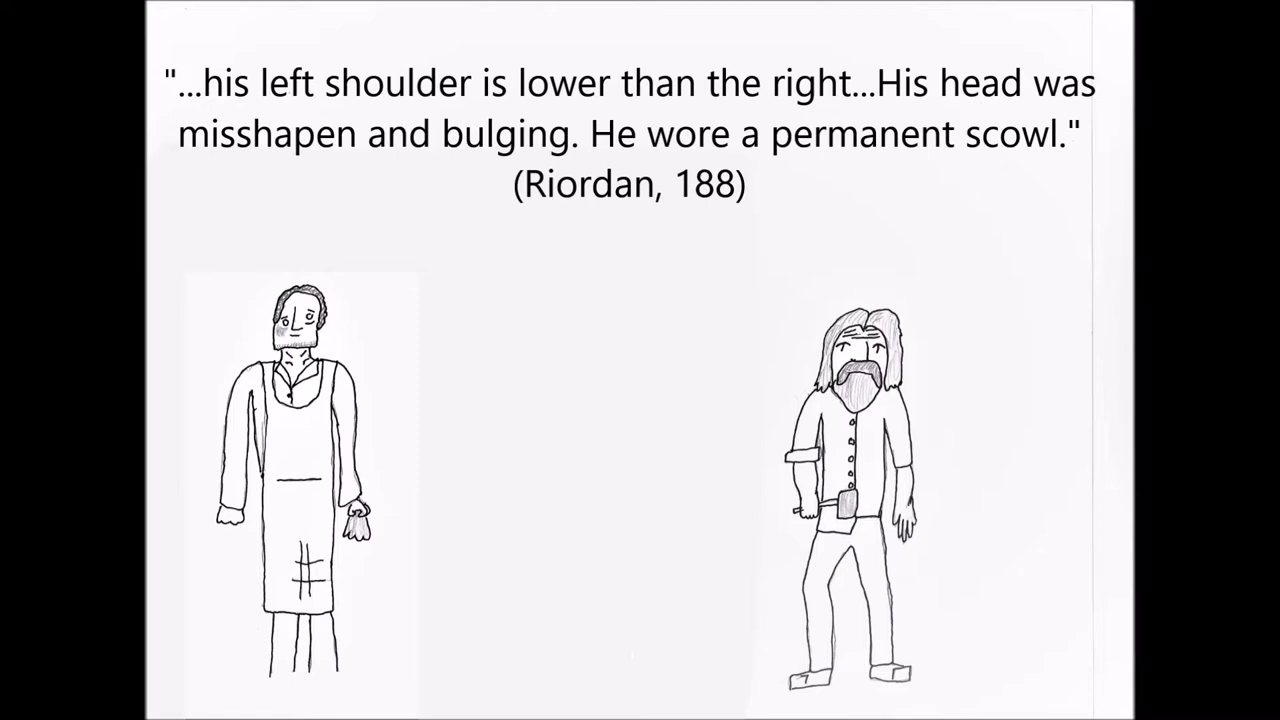 "...his left shoulder is lower than the right...His head was
misshapen and bulging. He wore a permanent scowl."
(Riordan, 188)